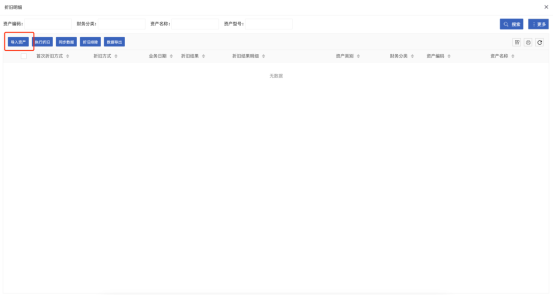 折旧明细
资产编码： 财务分类： 资产名称： 资产型号： 搜索 更多
导入资产 执行折旧 同步数据 折旧明细 数据导出
首次折旧方式 折旧方式 业务日期 折旧结果 折旧结果明细 资产类别 财务分类 资产编码 资产名称
无数据